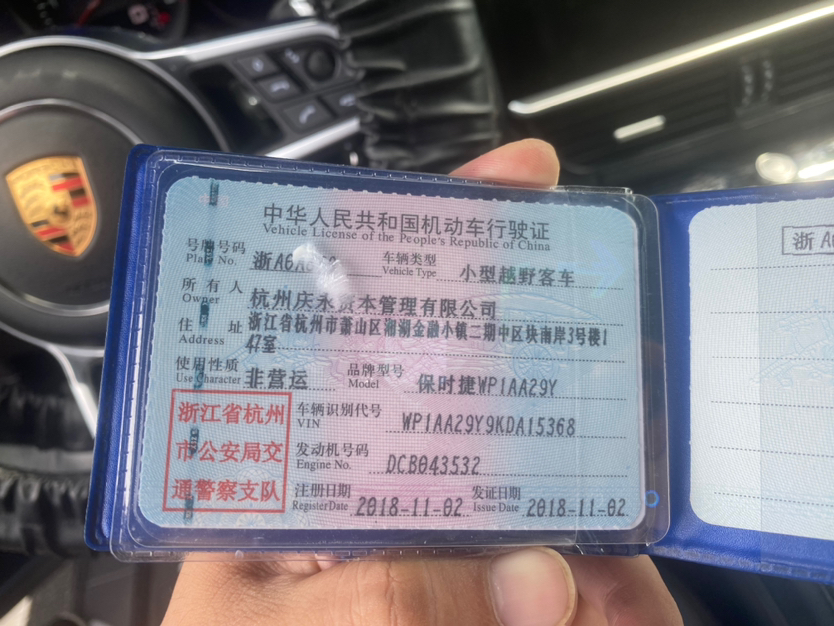 中华人民共和国机动车行驶证
Vehicle License of the People's Republic of China
号牌号码 浙A6A 车辆类型 小型越野客车
Plate No. Vehicle Type
所有人 杭州庆永资本管理有限公司
Owner
住址 浙江省杭州市萧山区湘湖金融小镇二期中区块南岸3号楼1
Address 47室
使用性质 非营运 品牌型号 保时捷WP1AA29Y
Use Character Model
浙江省杭州
市公安局交
通警察支队
车辆识别代号 WP1AA29Y9KDA15368
VIN
发动机号码 DCB043532
Engine No.
注册日期 2018-11-02 发证日期 2018-11-02
Register Date Issue Date
浙A